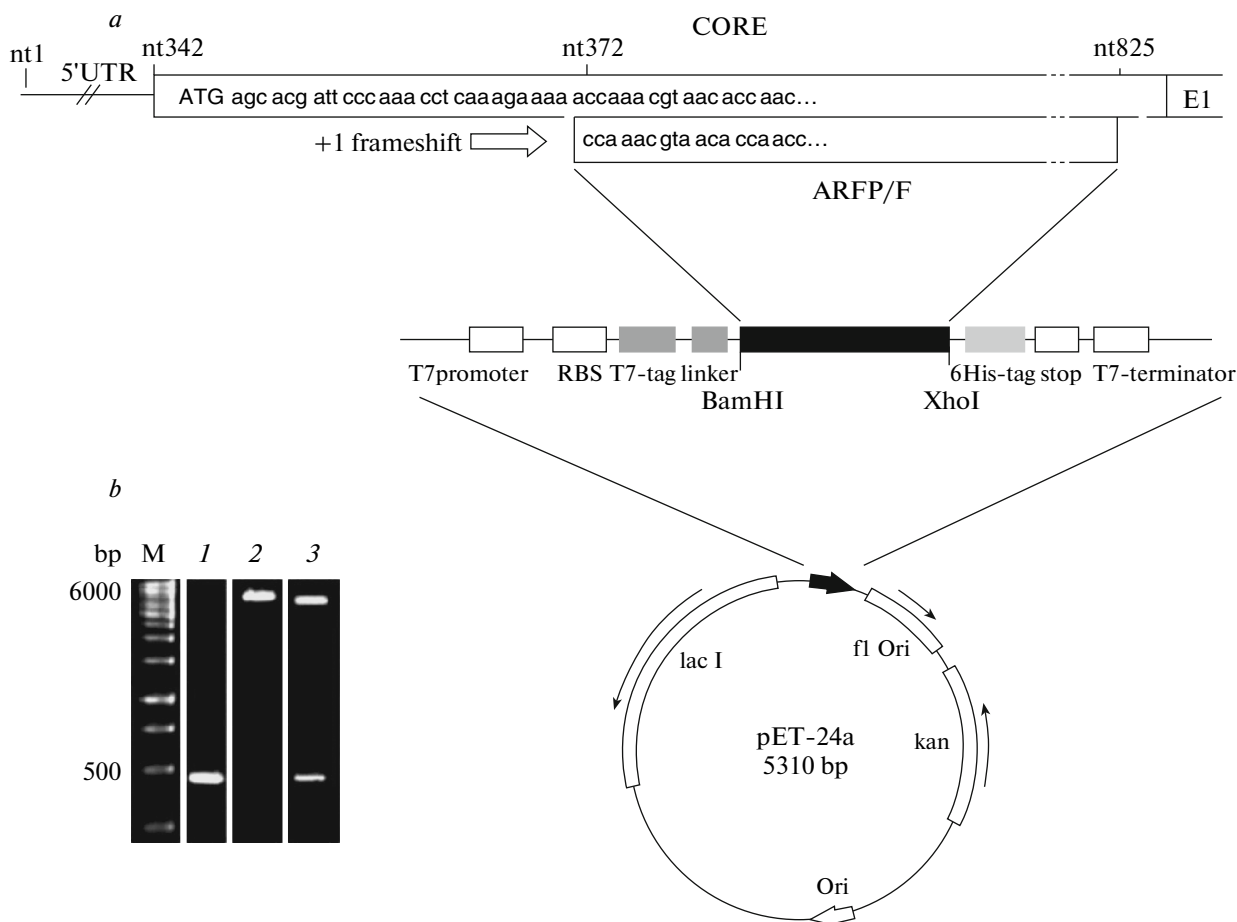 a
CORE
nt1
nt342
nt372
nt825
5'UTR
ATG agc acg att ccc aaa cct caa aga aaa accaaa cgt aac acc aac...
E1
+1 frameshift
cca aac gta aca cca acc...
ARFP/F
T7promoter
RBS
T7-tag linker
6His-tag stop
T7-terminator
BamHI
XhoI
b
bp
M
1
2
3
6000
500
lac I
f1 Ori
kan
pET-24a
5310 bp
Ori